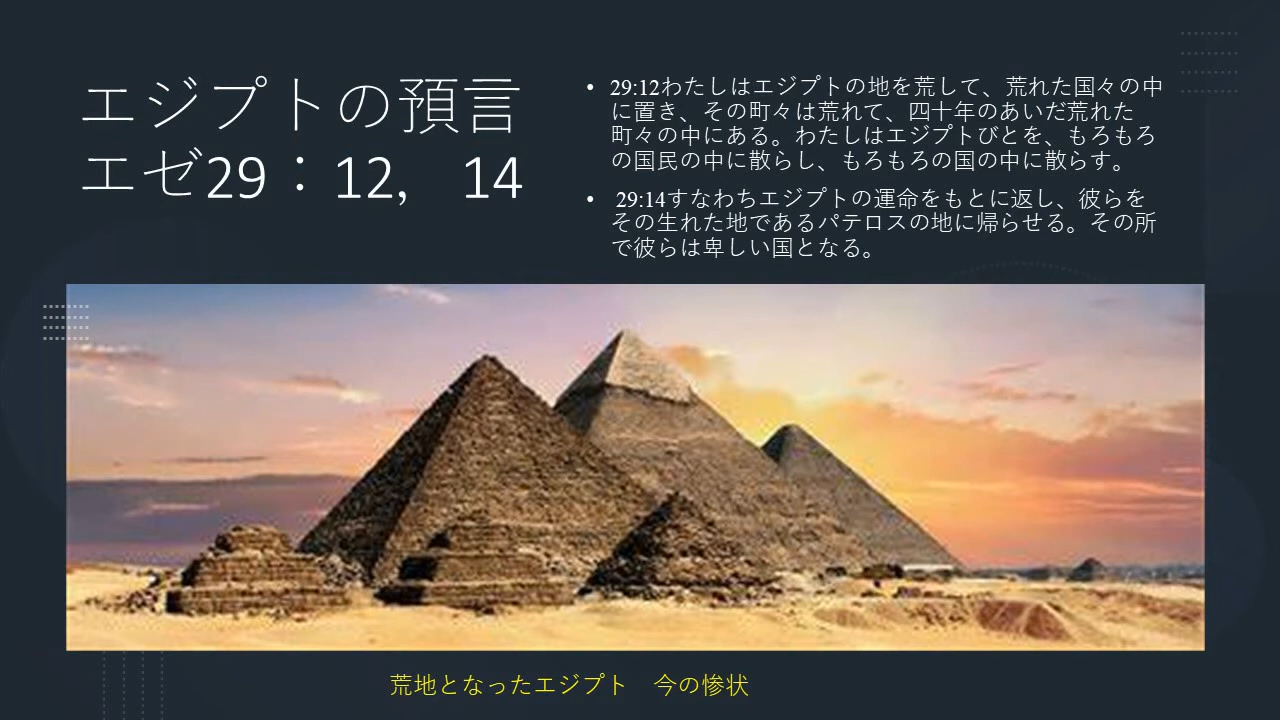 エジプトの預言
エゼ29：12,　14
• 29:12わたしはエジプトの地を荒して、荒れた国々の中
に置き、その町々は荒れて、四十年のあいだ荒れた
町々の中にある。わたしはエジプトびとを、もろもろ
の国民の中に散らし、もろもろの国の中に散らす。
• 29:14すなわちエジプトの運命をもとに返し、彼らを
その生れた地であるパテロスの地に帰らせる。その所
で彼らは卑しい国となる。
荒地となったエジプト　今の惨状